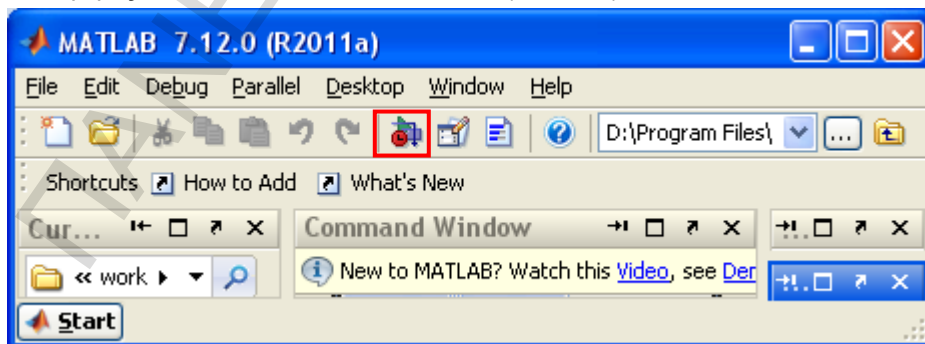 MATLAB 7.12.0 (R2011a)
File Edit Debug Parallel Desktop Window Help
D:\Program Files\ ...
Shortcuts How to Add What's New
Cur... Command Window
« work New to MATLAB? Watch this Video, see Der
Start